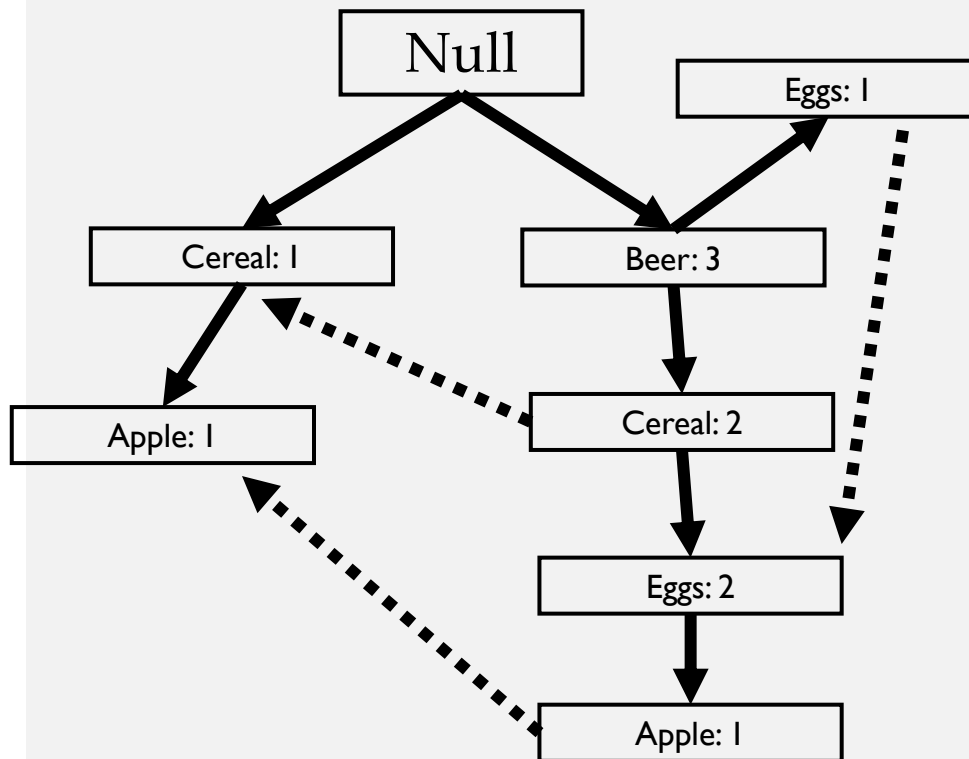 Null
Eggs: 1
Cereal: 1
Beer: 3
Apple: 1
Cereal: 2
Eggs: 2
Apple: 1